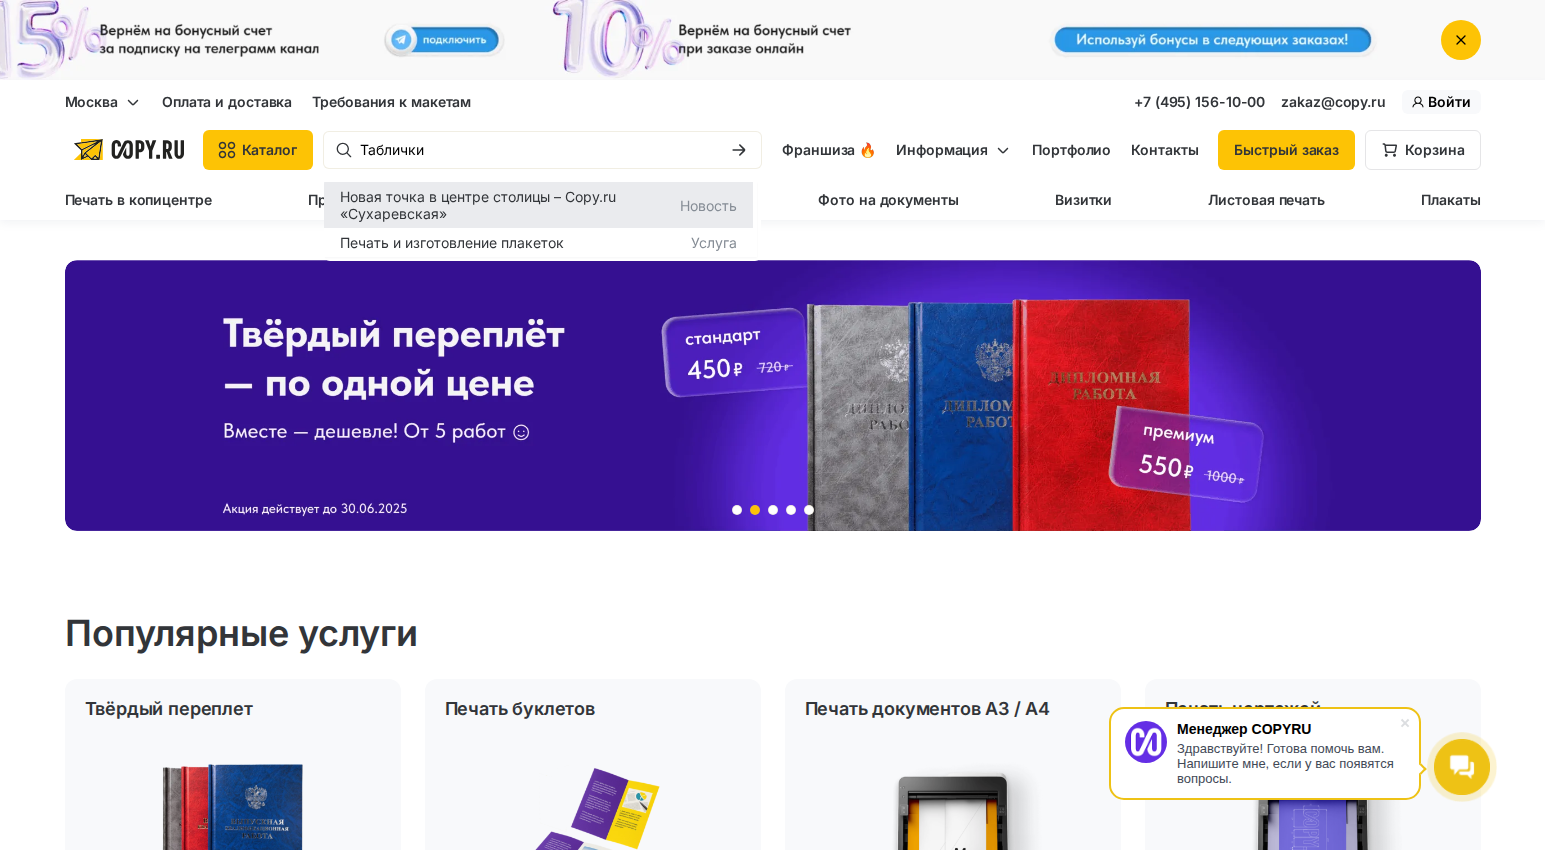 15%
Вернём на бонусный счет
за подписку на телеграмм канал
подключить
10%
Вернём на бонусный счет
при заказе онлайн
Используй бонусы в следующих заказах!
Москва
Оплата и доставка
Требования к макетам
+7 (495) 156-10-00
zakaz@copy.ru
Войти
COPY.RU
Каталог
Таблички
Франшиза 🔥
Информация
Портфолио
Контакты
Быстрый заказ
Корзина
Новая точка в центре столицы – Copy.ru
«Сухаревская»
Новость
Печать и изготовление плакеток
Услуга
Печать в копицентре
Фото на документы
Визитки
Листовая печать
Плакаты
Твёрдый переплёт
— по одной цене
Вместе — дешевле! От 5 работ
Акция действует до 30.06.2025
стандарт
450 ₽ 720 ₽
ДИПЛОМНАЯ
РАБОТА
премиум
550 ₽ 1000 ₽
Популярные услуги
Твёрдый переплет
Печать буклетов
Печать документов А3 / А4
Печать чертежей
Менеджер COPYRU
Здравствуйте! Готова помочь вам.
Напишите мне, если у вас появятся
вопросы.